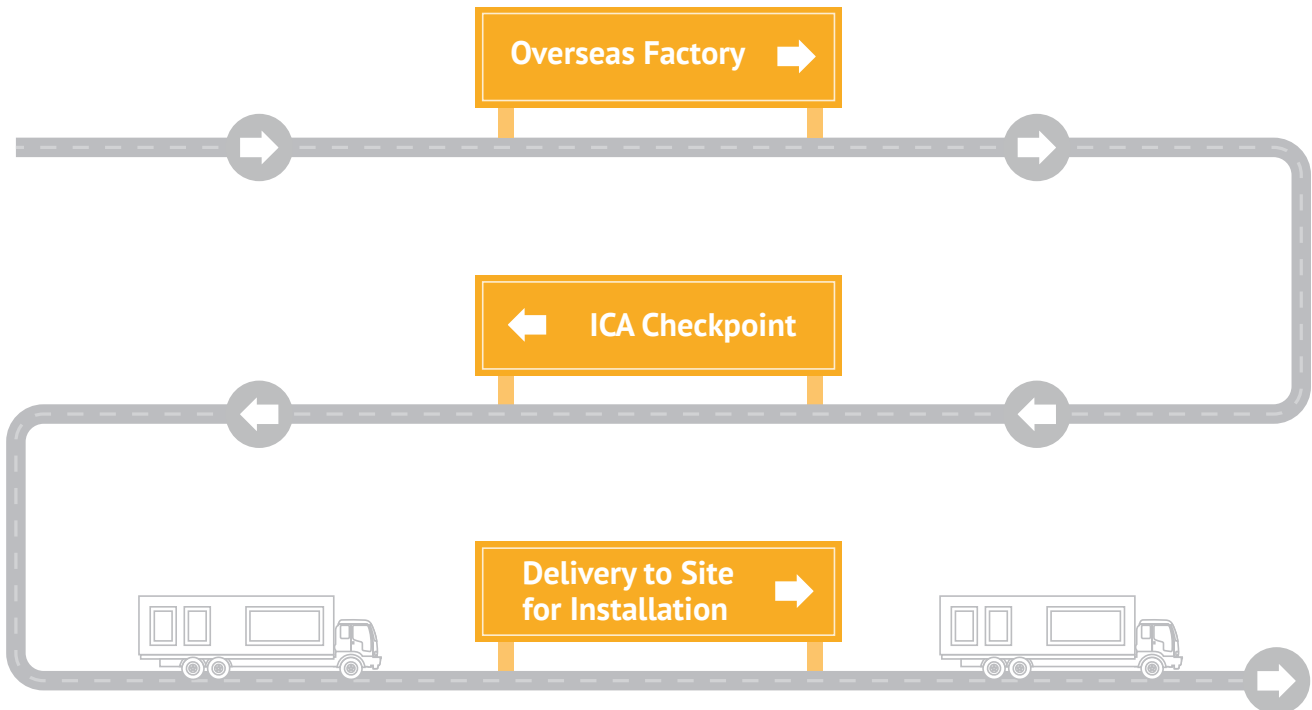 Overseas Factory
ICA Checkpoint
Delivery to Site
for Installation